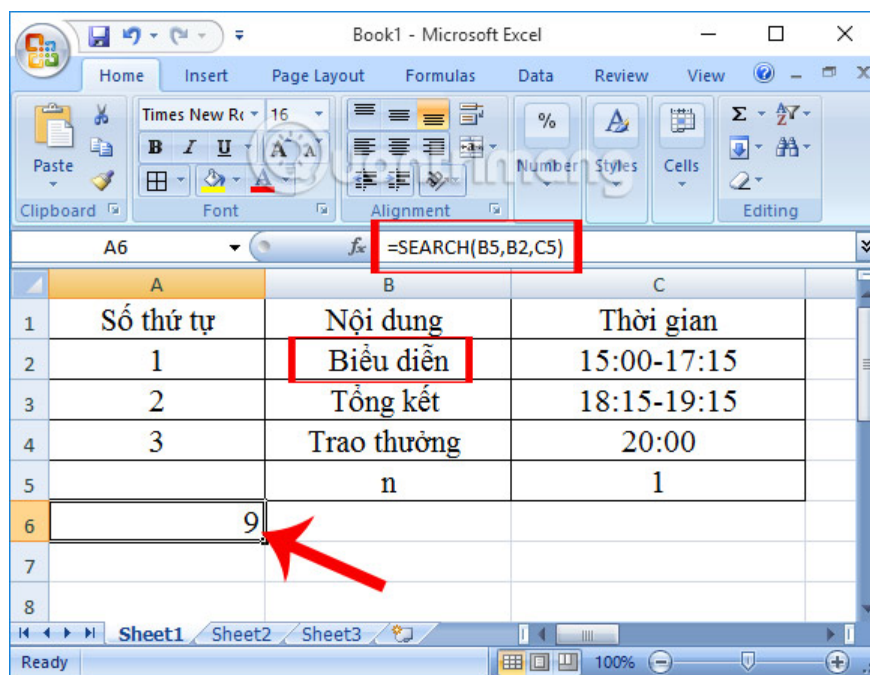 Book1 - Microsoft Excel
Home Insert Page Layout Formulas Data Review View
Times New R 16
Paste
B I U A A % Number Styles Cells Σ
Clipboard Font Alignment Editing
A6 fx =SEARCH(B5,B2,C5)
A B C
1 Số thứ tự Nội dung Thời gian
2 1 Biểu diễn 15:00-17:15
3 2 Tổng kết 18:15-19:15
4 3 Trao thưởng 20:00
5 n 1
6 9
7
8
Sheet1 Sheet2 Sheet3
Ready 100%